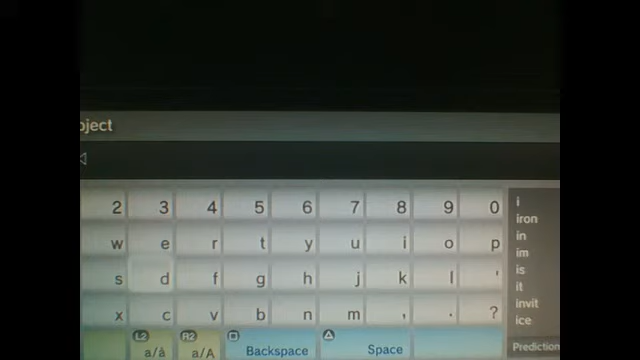 bject
2 3 4 5 6 7 8 9 0
w e r t y u i o p
s d f g h j k l '
x c v b n m , . ?
L2 a/á R2 a/A Backspace Space
i
iron
in
im
is
it
invit
ice
Prediction